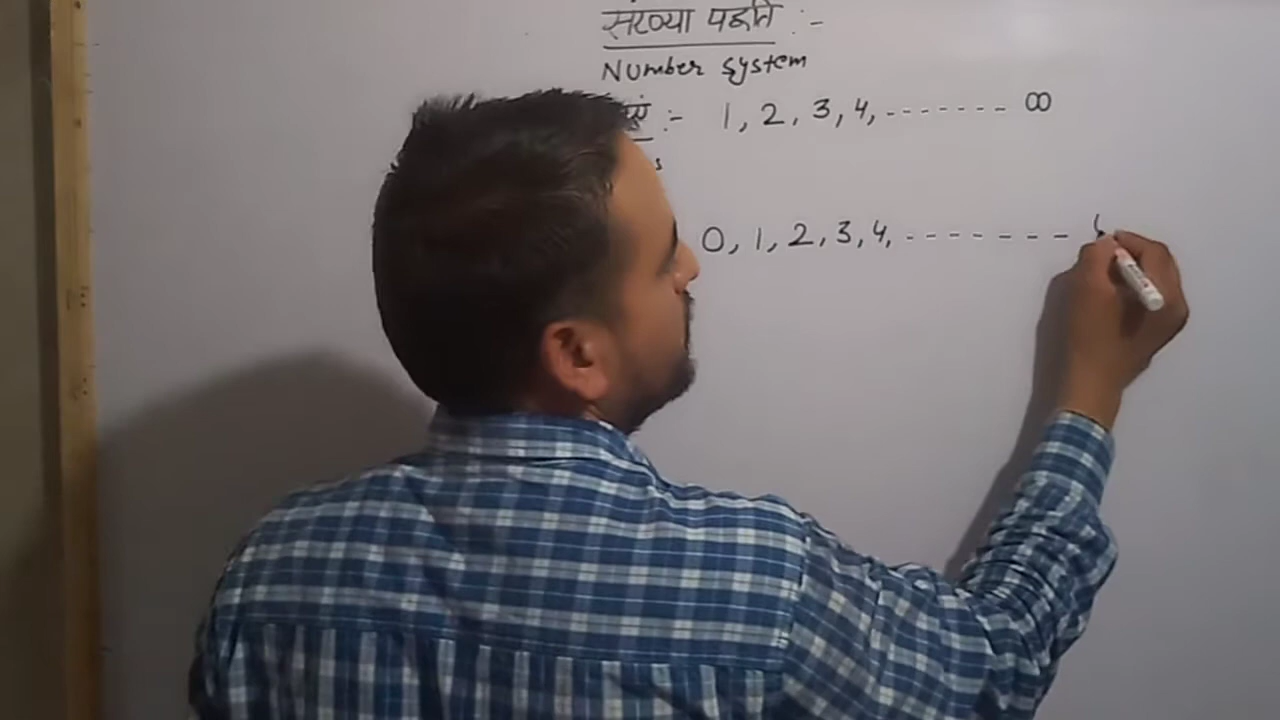 संख्या पद्धति :-
Number System
:- 1, 2, 3, 4, ------- ∞
0, 1, 2, 3, 4, -------